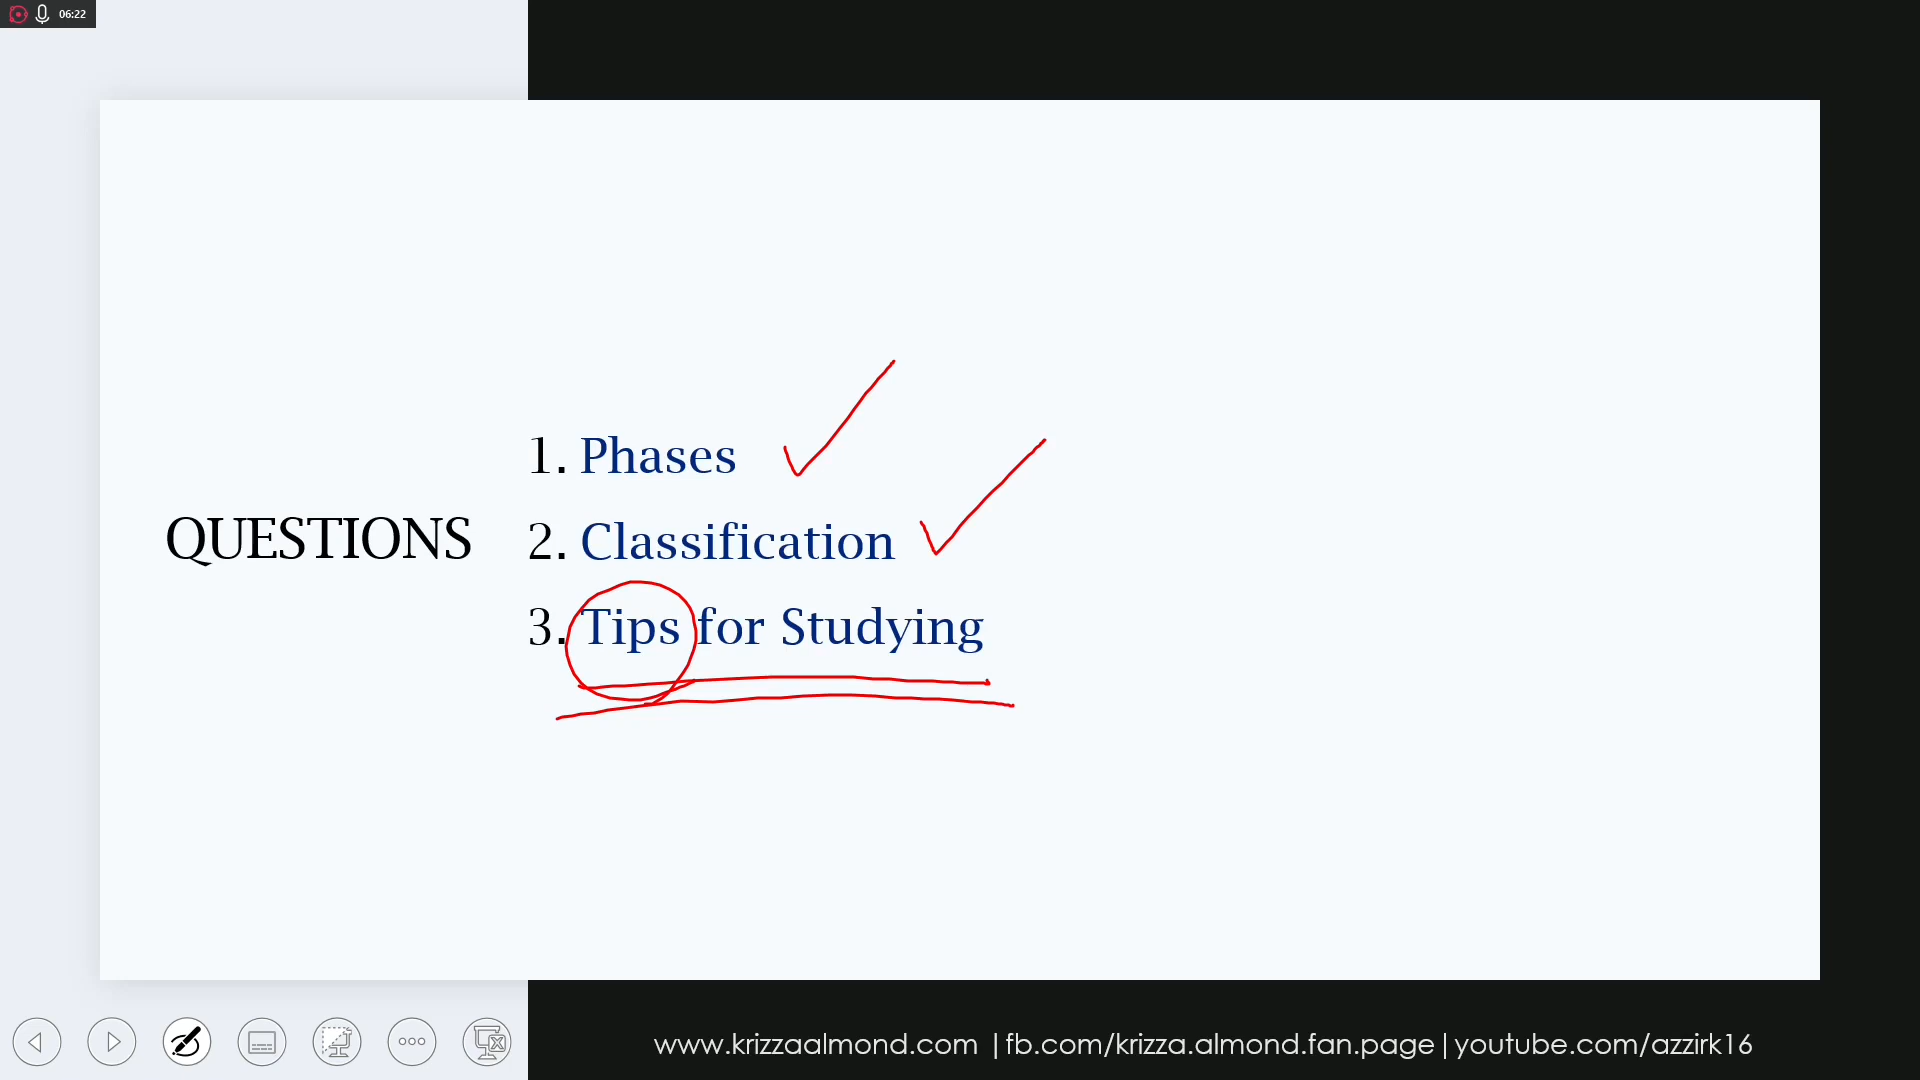 06:22
QUESTIONS
1. Phases
2. Classification
3. Tips for Studying
www.krizzaalmond.com | fb.com/krizza.almond.fan.page | youtube.com/azzirk16